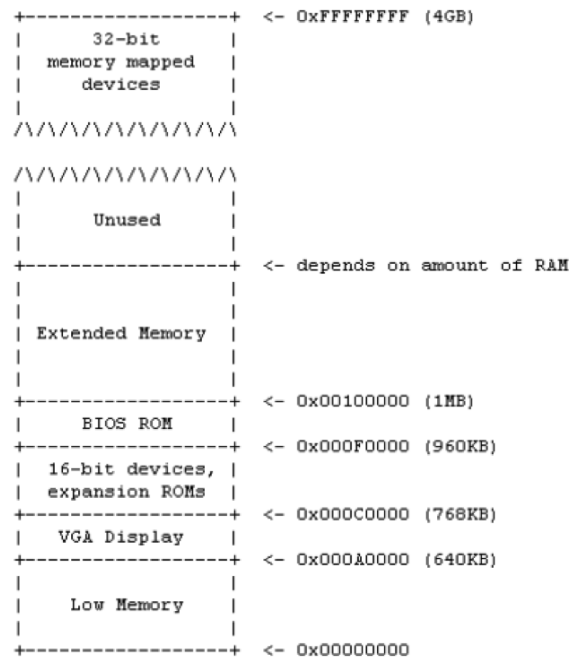 +------------------+  <- 0xFFFFFFFF (4GB)
|      32-bit      |
|  memory mapped   |
|     devices      |
|                  |
/\/\/\/\/\/\/\/\/\/\
/\/\/\/\/\/\/\/\/\/\
|                  |
|      Unused      |
|                  |
+------------------+  <- depends on amount of RAM
|                  |
|                  |
| Extended Memory  |
|                  |
|                  |
+------------------+  <- 0x00100000 (1MB)
|     BIOS ROM     |
+------------------+  <- 0x000F0000 (960KB)
|  16-bit devices, |
|  expansion ROMs  |
+------------------+  <- 0x000C0000 (768KB)
|   VGA Display    |
+------------------+  <- 0x000A0000 (640KB)
|                  |
|    Low Memory    |
|                  |
+------------------+  <- 0x00000000